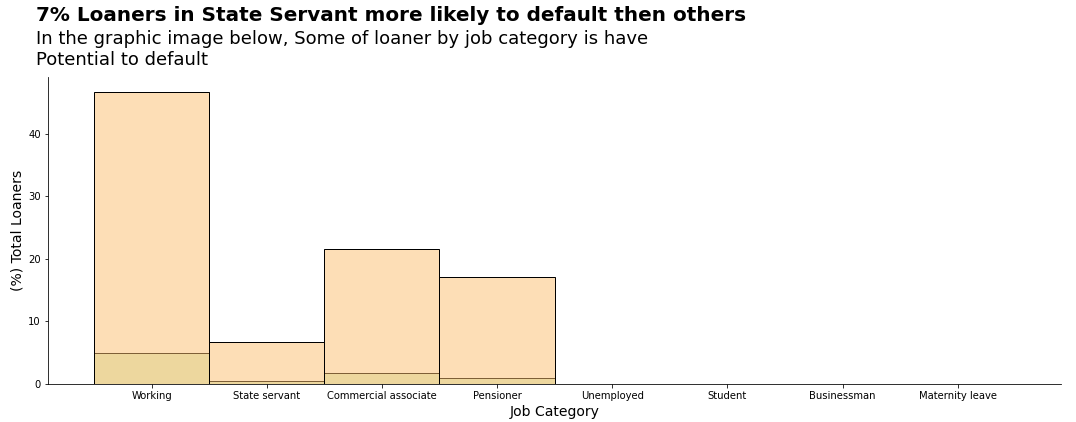 7% Loaners in State Servant more likely to default then others
In the graphic image below, Some of loaner by job category is have
Potential to default
40
30
20
10
0
(%) Total Loaners
Working State servant Commercial associate Pensioner Unemployed Student Businessman Maternity leave
Job Category